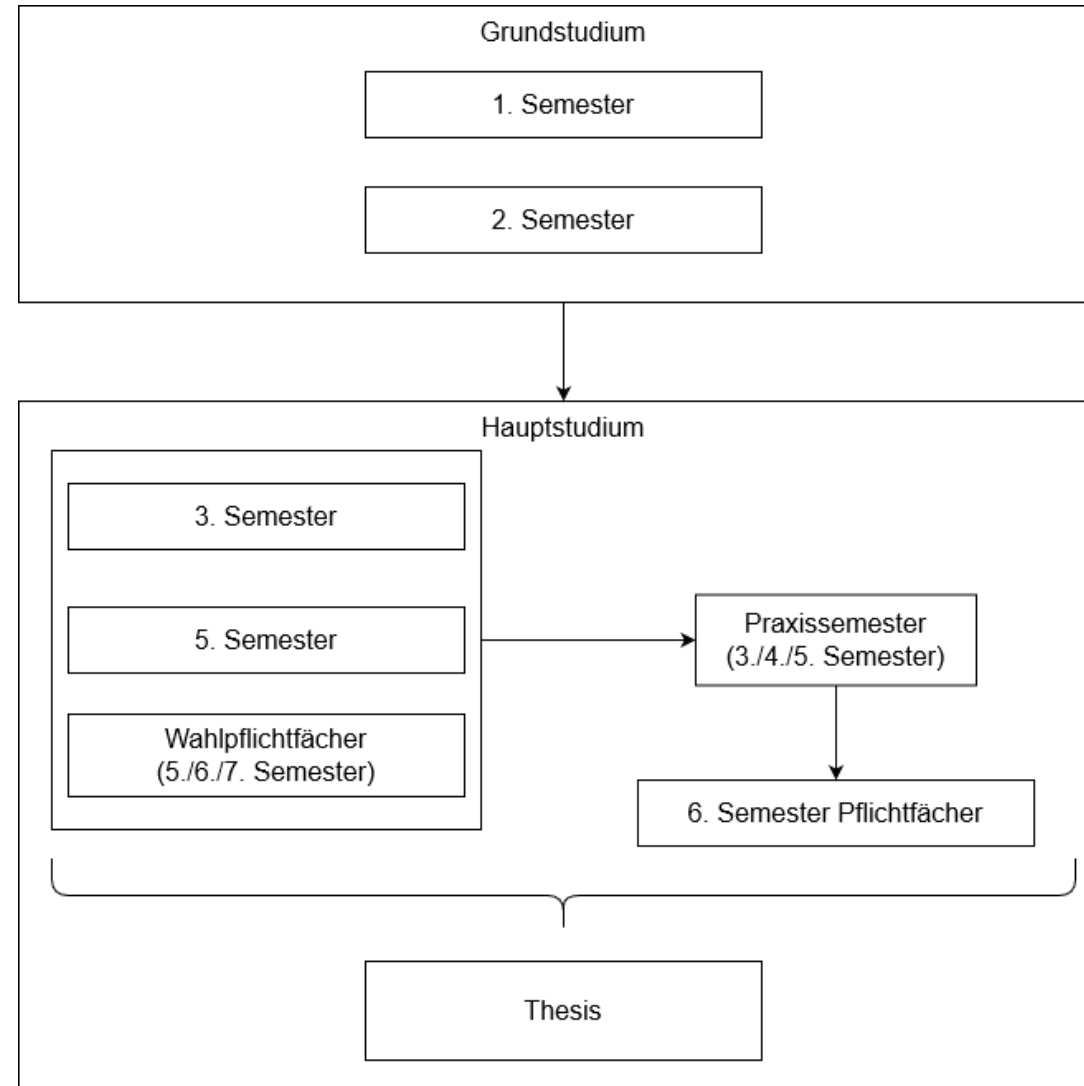 Grundstudium
1. Semester
2. Semester
Hauptstudium
3. Semester
5. Semester
Wahlpflichtfächer
(5./6./7. Semester)
Praxissemester
(3./4./5. Semester)
6. Semester Pflichtfächer
Thesis